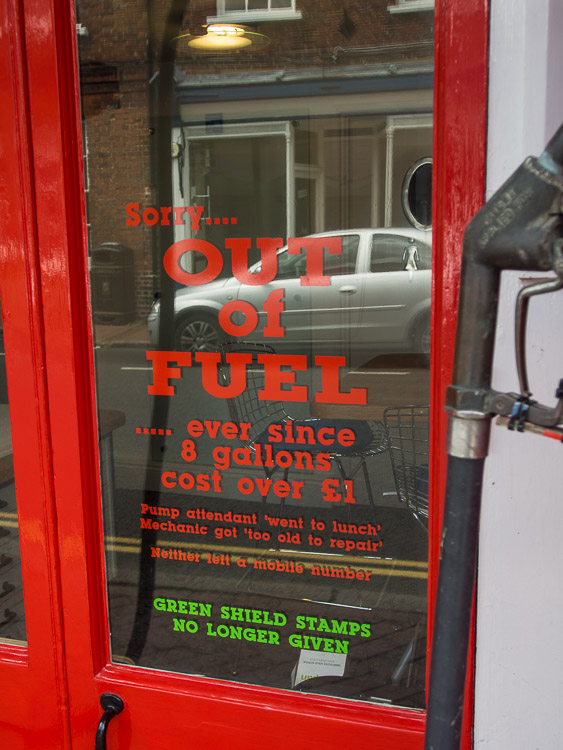 Sorry....
OUT
of
FUEL
..... ever since
8 gallons
cost over £1
Pump attendant 'went to lunch'
Mechanic got 'too old to repair'
Neither left a mobile number
GREEN SHIELD STAMPS
NO LONGER GIVEN